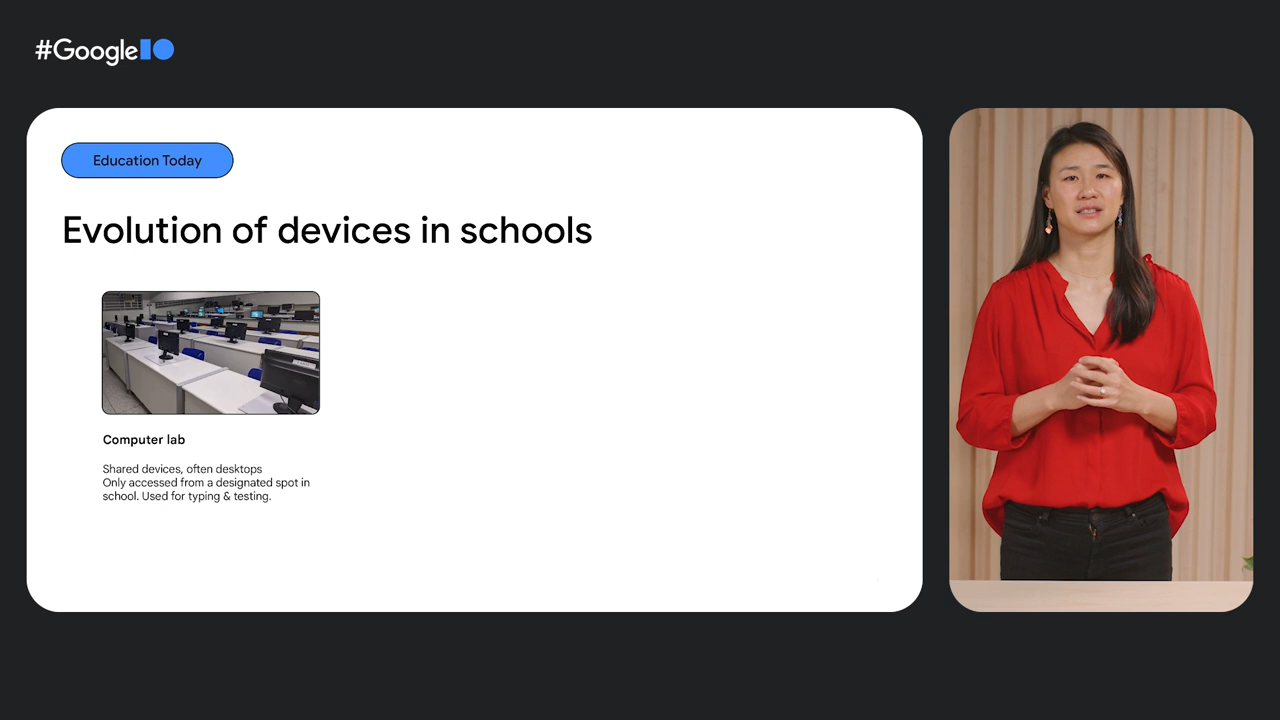 #GoogleIO
Education Today
Evolution of devices in schools
Computer lab
Shared devices, often desktops
Only accessed from a designated spot in
school. Used for typing & testing.